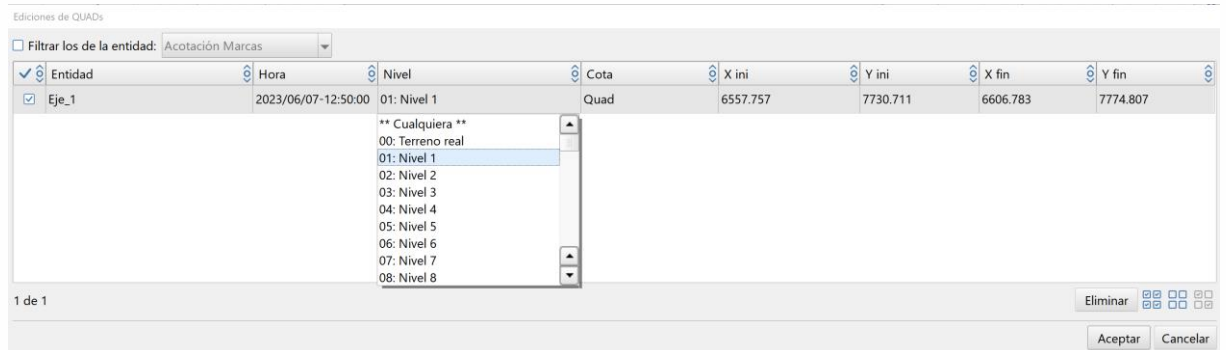 Ediciones de QUADs
Filtrar los de la entidad: Acotación Marcas
Entidad Hora Nivel Cota X ini Y ini X fin Y fin
Eje_1 2023/06/07-12:50:00 01: Nivel 1 Quad 6557.757 7730.711 6606.783 7774.807
** Cualquiera **
00: Terreno real
01: Nivel 1
02: Nivel 2
03: Nivel 3
04: Nivel 4
05: Nivel 5
06: Nivel 6
07: Nivel 7
08: Nivel 8
1 de 1 Eliminar
Aceptar Cancelar